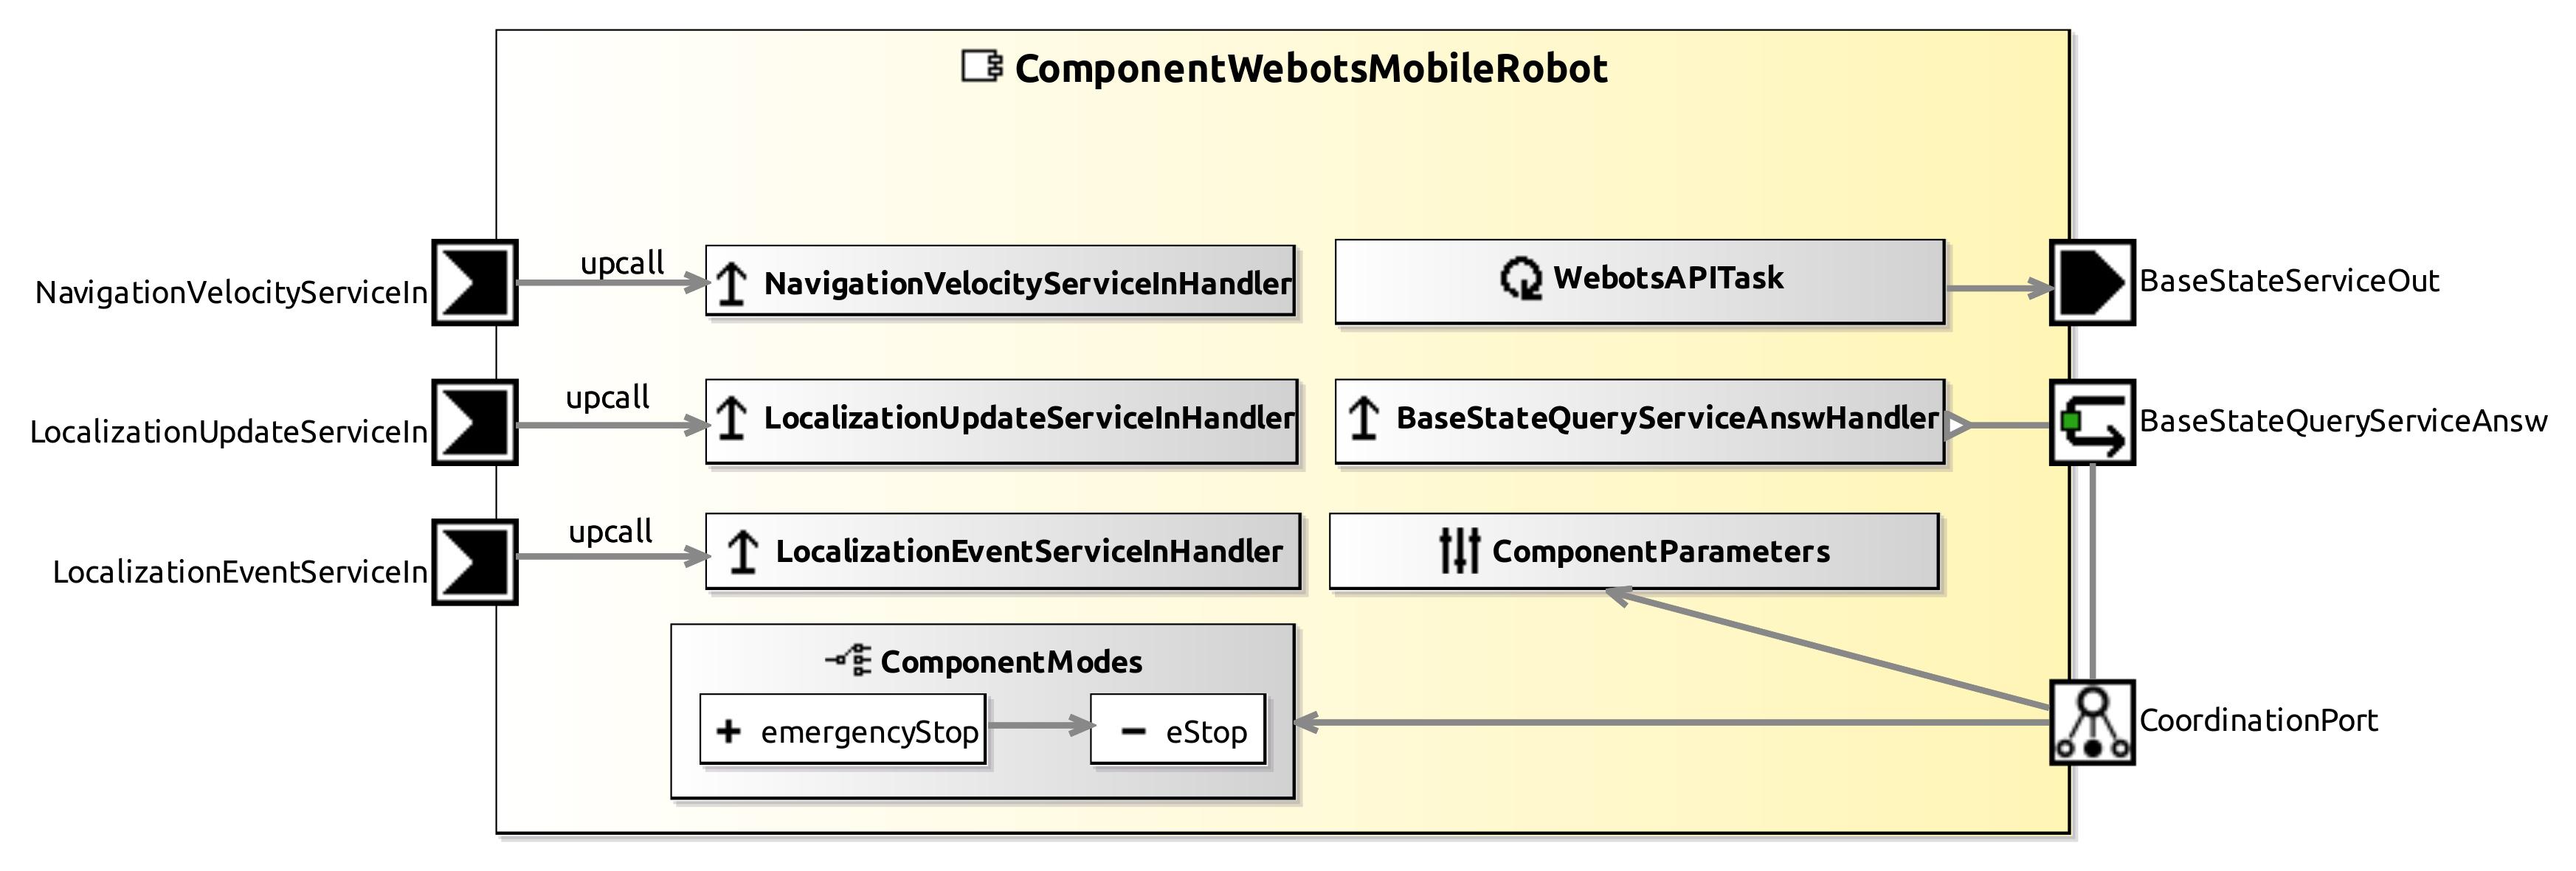 ComponentWebotsMobileRobot
NavigationVelocityServiceIn
upcall
NavigationVelocityServiceInHandler
WebotsAPITask
BaseStateServiceOut
LocalizationUpdateServiceIn
upcall
LocalizationUpdateServiceInHandler
BaseStateQueryServiceAnswHandler
BaseStateQueryServiceAnsw
LocalizationEventServiceIn
upcall
LocalizationEventServiceInHandler
ComponentParameters
ComponentModes
emergencyStop
eStop
CoordinationPort